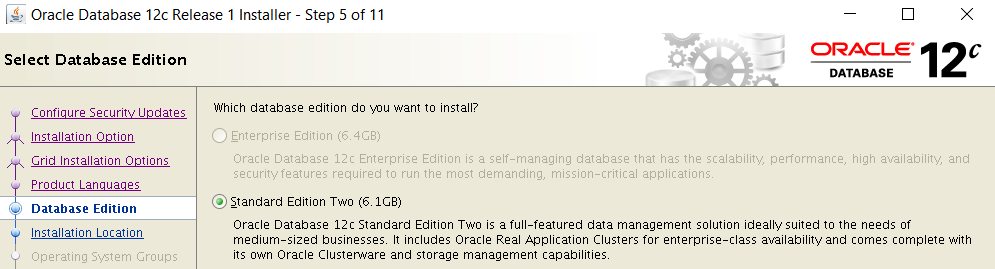 Oracle Database 12c Release 1 Installer - Step 5 of 11
Select Database Edition
ORACLE
DATABASE
12c
Configure Security Updates
Installation Option
Grid Installation Options
Product Languages
Database Edition
Installation Location
Operating System Groups
Which database edition do you want to install?
Enterprise Edition (6.4GB)
Oracle Database 12c Enterprise Edition is a self-managing database that has the scalability, performance, high availability, and
security features required to run the most demanding, mission-critical applications.
Standard Edition Two (6.1GB)
Oracle Database 12c Standard Edition Two is a full-featured data management solution ideally suited to the needs of
medium-sized businesses. It includes Oracle Real Application Clusters for enterprise-class availability and comes complete with
its own Oracle Clusterware and storage management capabilities.